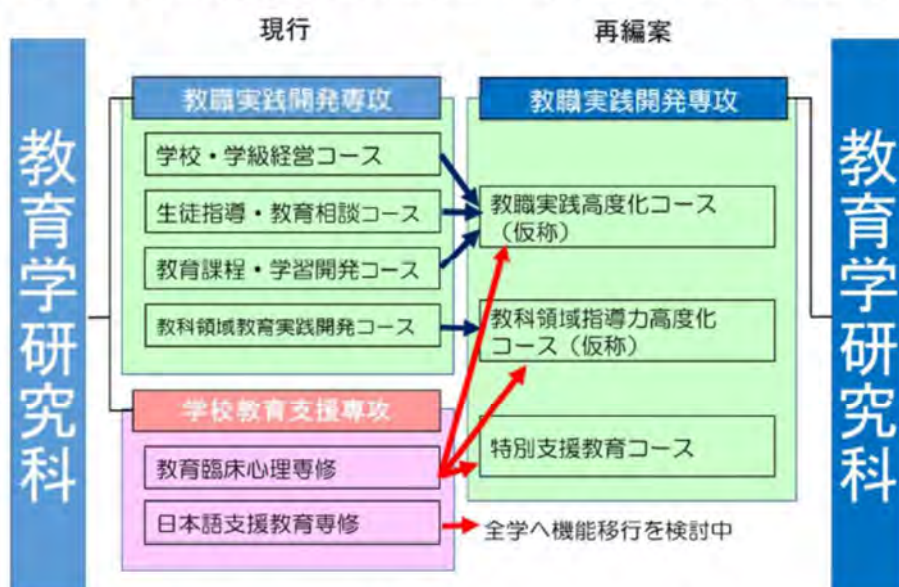 現行
再編案
教育学研究科
教職実践開発専攻
学校・学級経営コース
生徒指導・教育相談コース
教育課程・学習開発コース
教科領域教育実践開発コース
学校教育支援専攻
教育臨床心理専修
日本語支援教育専修
教職実践開発専攻
教職実践高度化コース
（仮称）
教科領域指導力高度化
コース（仮称）
特別支援教育コース
全学へ機能移行を検討中
教育学研究科